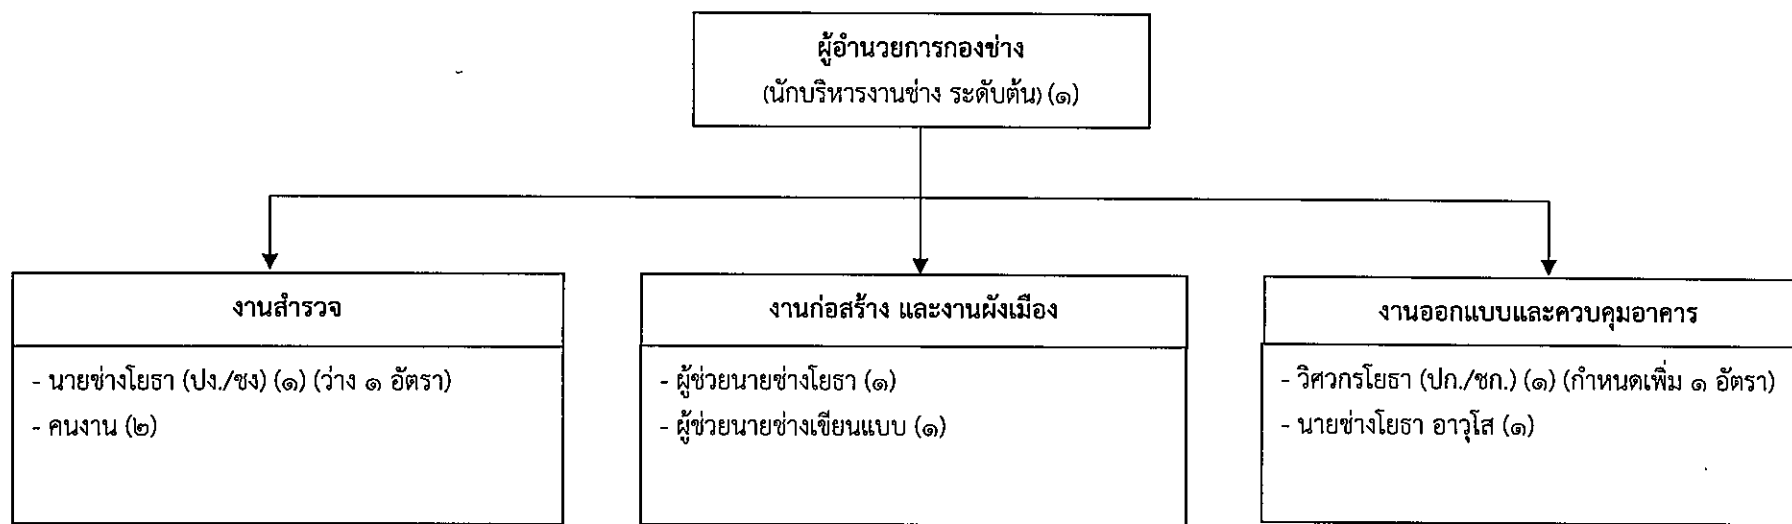 ผู้อำนวยการกองช่าง
(นักบริหารงานช่าง ระดับต้น) (๑)
งานสำรวจ
- นายช่างโยธา (ปง./ชง) (๑) (ว่าง ๑ อัตรา)
- คนงาน (๒)
งานก่อสร้าง และงานผังเมือง
- ผู้ช่วยนายช่างโยธา (๑)
- ผู้ช่วยนายช่างเขียนแบบ (๑)
งานออกแบบและควบคุมอาคาร
- วิศวกรโยธา (ปก./ชก.) (๑) (กำหนดเพิ่ม ๑ อัตรา)
- นายช่างโยธา อาวุโส (๑)